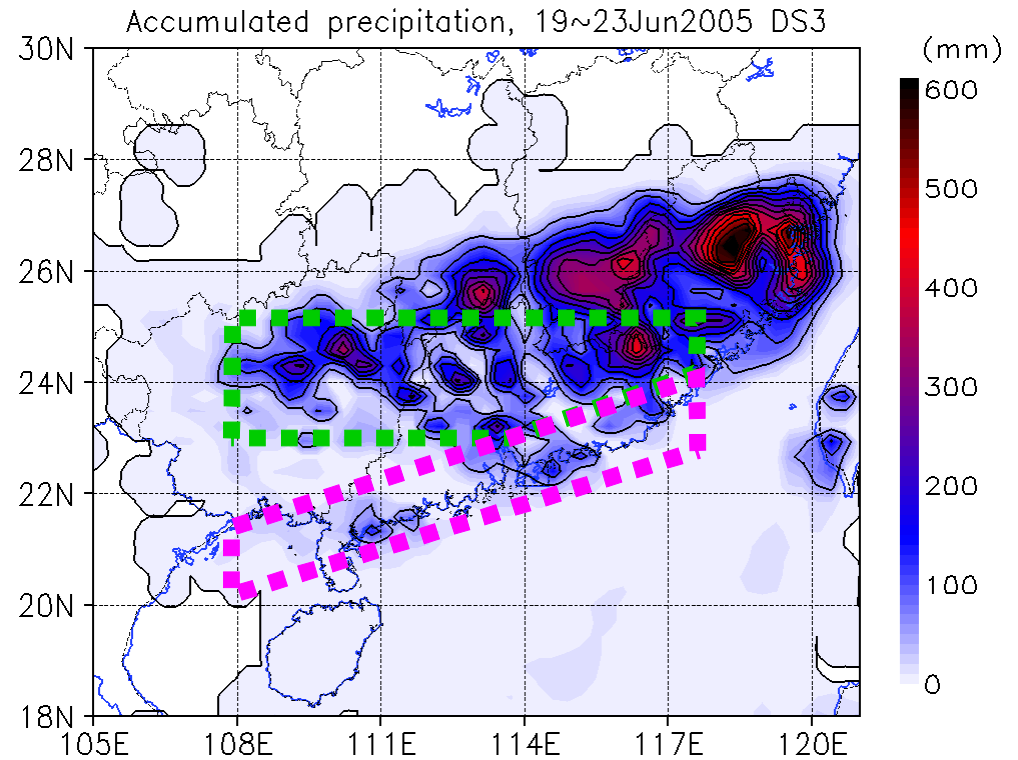 Accumulated precipitation, 19~23Jun2005 DS3
(mm)
30N
28N
26N
24N
22N
20N
18N
105E
108E
111E
114E
117E
120E
600
500
400
300
200
100
0